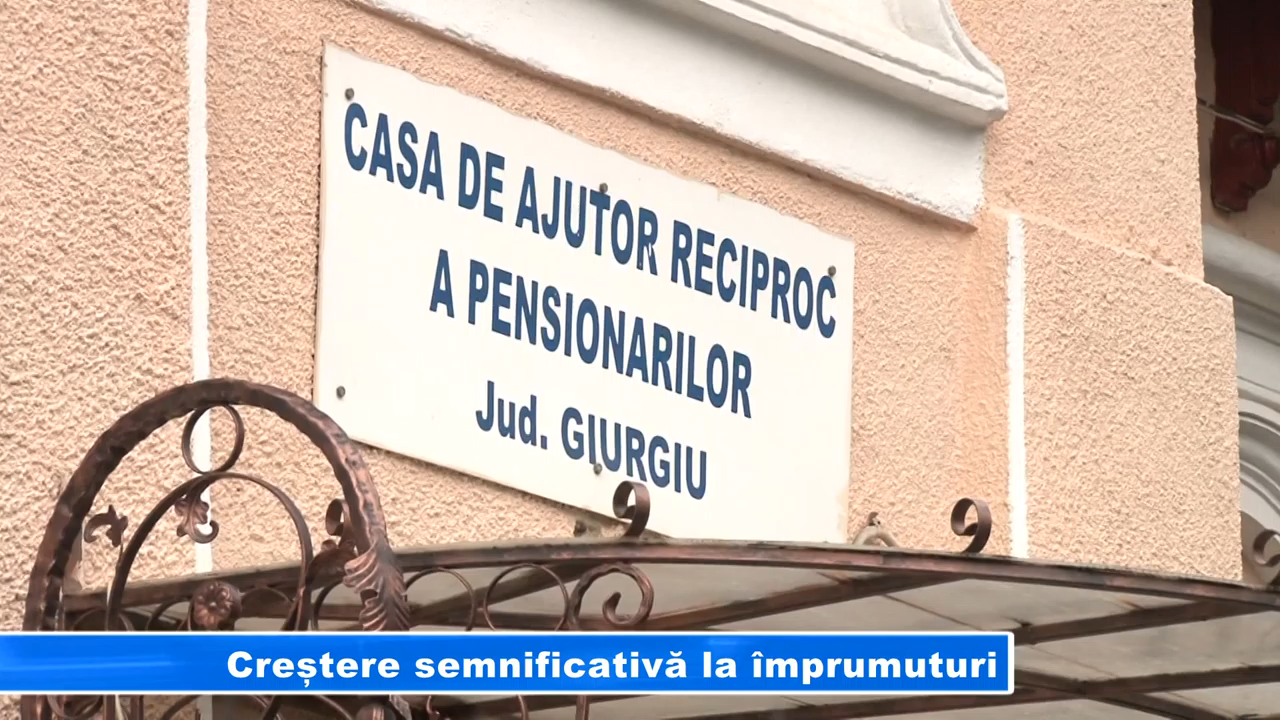 CASA DE AJUTOR RECIPROC
A PENSIONARILOR
Jud. GIURGIU
Creștere semnificativă la împrumuturi